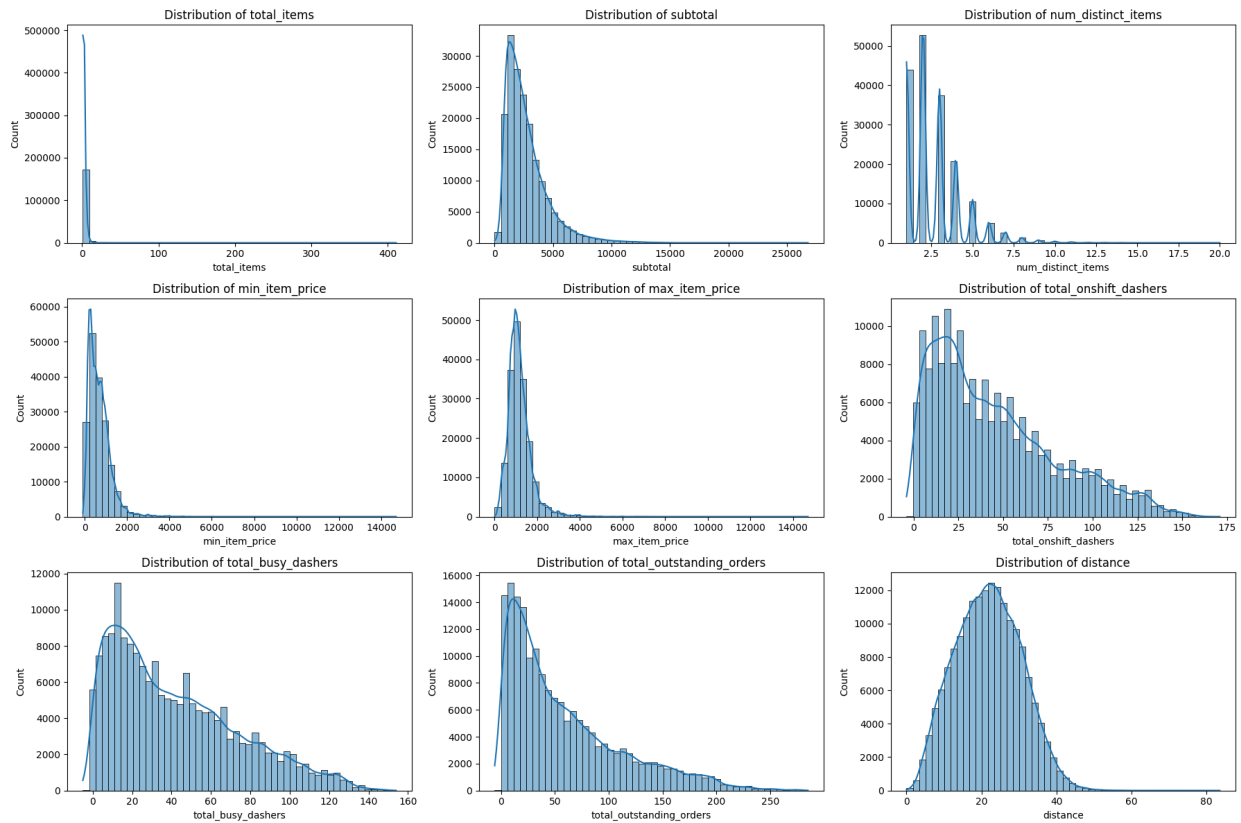 Distribution of total_items
500000
400000
300000
200000
100000
0
Count
0 100 200 300 400
total_items
Distribution of subtotal
30000
25000
20000
15000
10000
5000
0
Count
0 5000 10000 15000 20000 25000
subtotal
Distribution of num_distinct_items
50000
40000
30000
20000
10000
0
Count
2.5 5.0 7.5 10.0 12.5 15.0 17.5 20.0
num_distinct_items
Distribution of min_item_price
60000
50000
40000
30000
20000
10000
0
Count
0 2000 4000 6000 8000 10000 12000 14000
min_item_price
Distribution of max_item_price
50000
40000
30000
20000
10000
0
Count
0 2000 4000 6000 8000 10000 12000 14000
max_item_price
Distribution of total_onshift_dashers
10000
8000
6000
4000
2000
0
Count
0 25 50 75 100 125 150 175
total_onshift_dashers
Distribution of total_busy_dashers
12000
10000
8000
6000
4000
2000
0
Count
0 20 40 60 80 100 120 140 160
total_busy_dashers
Distribution of total_outstanding_orders
16000
14000
12000
10000
8000
6000
4000
2000
0
Count
0 50 100 150 200 250
total_outstanding_orders
Distribution of distance
12000
10000
8000
6000
4000
2000
0
Count
0 20 40 60 80
distance